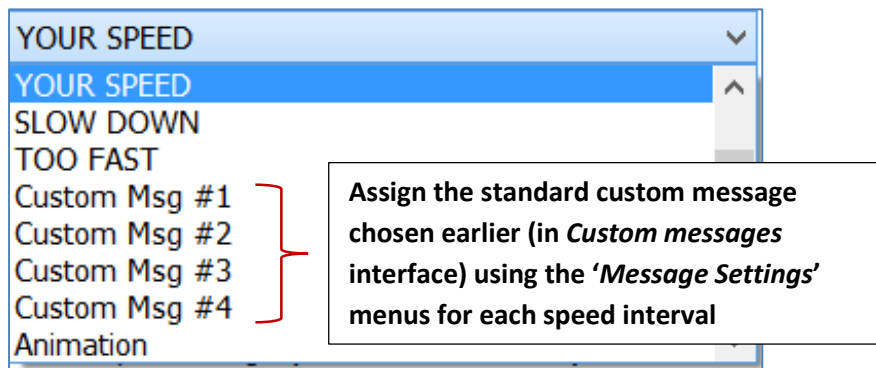 YOUR SPEED
YOUR SPEED
SLOW DOWN
TOO FAST
Custom Msg #1
Custom Msg #2
Custom Msg #3
Custom Msg #4
Animation
Assign the standard custom message
chosen earlier (in Custom messages
interface) using the ‘Message Settings’
menus for each speed interval